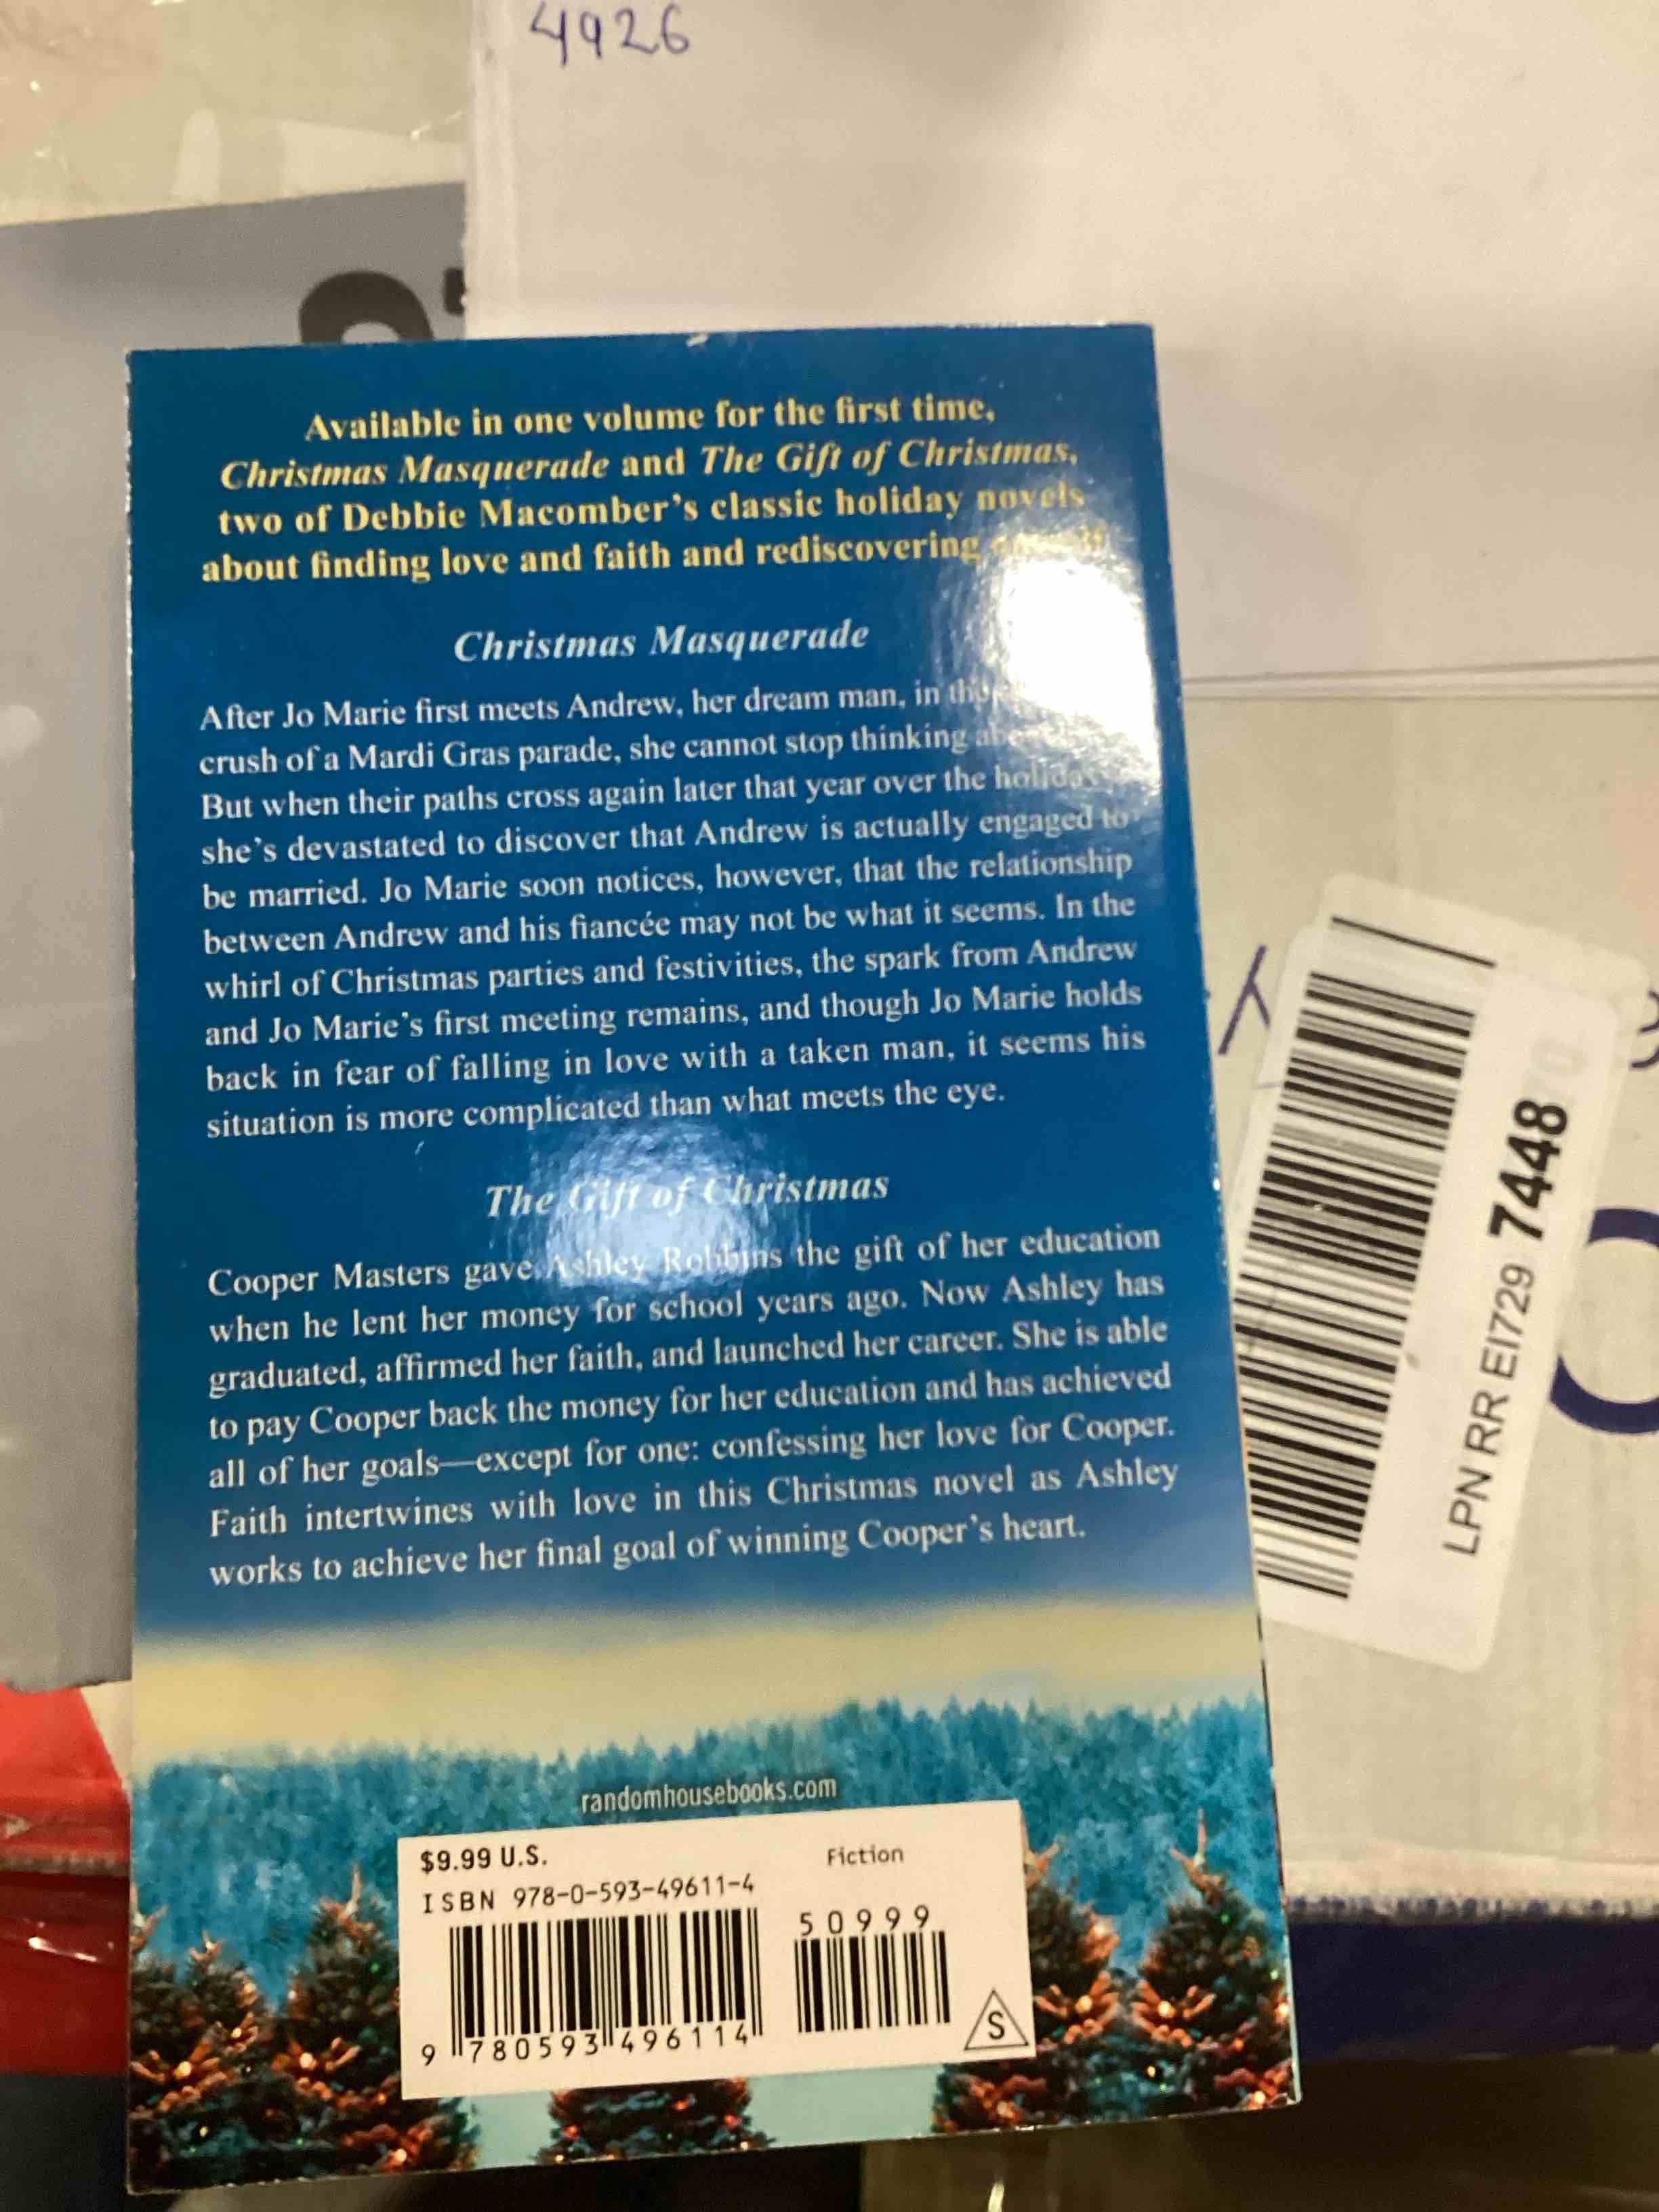 4926
Available in one volume for the first time,
Christmas Masquerade and The Gift of Christmas,
two of Debbie Macomber's classic holiday novels
about finding love and faith and rediscovering
Christmas Masquerade
After Jo Marie first meets Andrew, her dream man, in the
crush of a Mardi Gras parade, she cannot stop thinking
But when their paths cross again later that year over the
she's devastated to discover that Andrew is actually engaged to
be married. Jo Marie soon notices, however, that the relationship
between Andrew and his fiancée may not be what it seems. In the
whirl of Christmas parties and festivities, the spark from Andrew
and Jo Marie's first meeting remains, and though Jo Marie holds
back in fear of falling in love with a taken man, it seems his
situation is more complicated than what meets the eye.
The Gift of Christmas
Cooper Masters gave Ashley Robbins the gift of her education
when he lent her money for school years ago. Now Ashley has
graduated, affirmed her faith, and launched her career. She is able
to pay Cooper back the money for her education and has achieved
all of her goals—except for one: confessing her love for Cooper.
Faith intertwines with love in this Christmas novel as Ashley
works to achieve her final goal of winning Cooper's heart.
randomhousebooks.com
$9.99 U.S. Fiction
ISBN 978-0-593-49611-4
50999
9 780593 496114
S
LPN RR EI729 7448